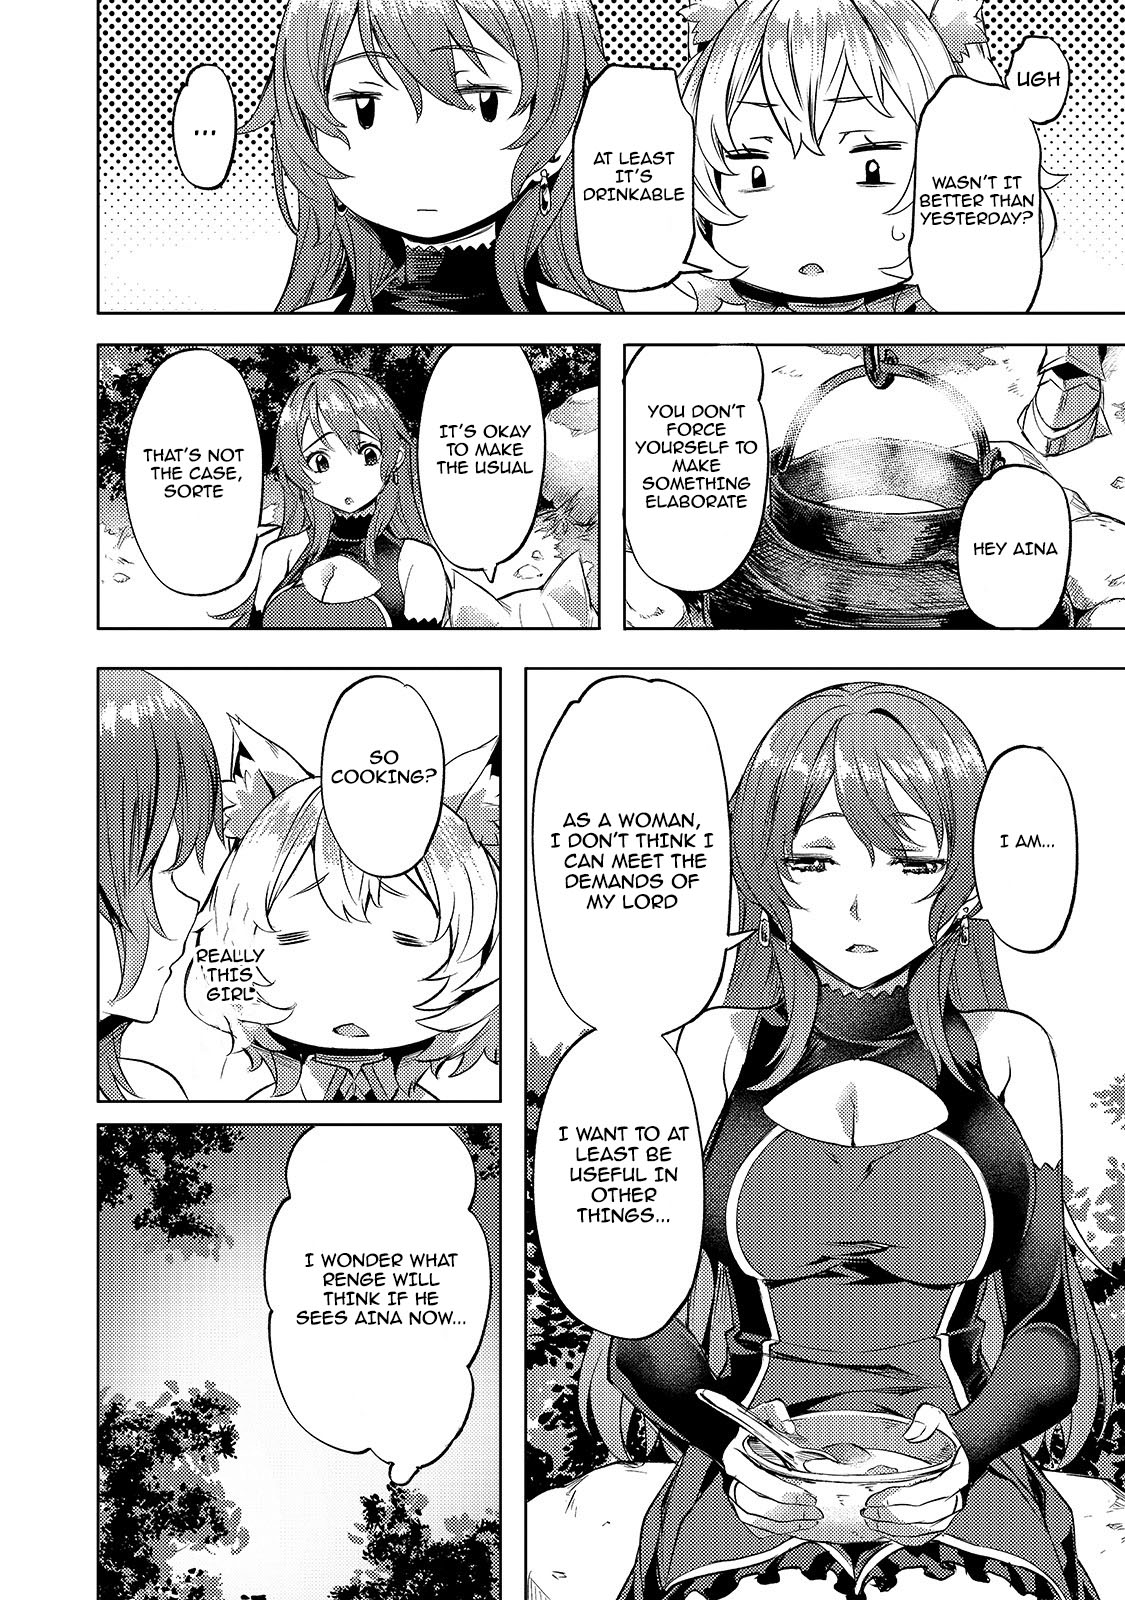 UGH
WASN'T IT
BETTER THAN
YESTERDAY?
AT LEAST
IT'S
DRINKABLE
...
HEY AINA
YOU DON'T
FORCE
YOURSELF TO
MAKE
SOMETHING
ELABORATE
IT'S OKAY
TO MAKE
THE USUAL
THAT'S NOT
THE CASE,
SORTE
I AM...
AS A WOMAN,
I DON'T THINK I
CAN MEET THE
DEMANDS OF
MY LORD
I WANT TO AT
LEAST BE
USEFUL IN
OTHER
THINGS...
SO
COOKING?
REALLY
THIS
GIRL
I WONDER WHAT
RENGE WILL
THINK IF HE
SEES AINA NOW...